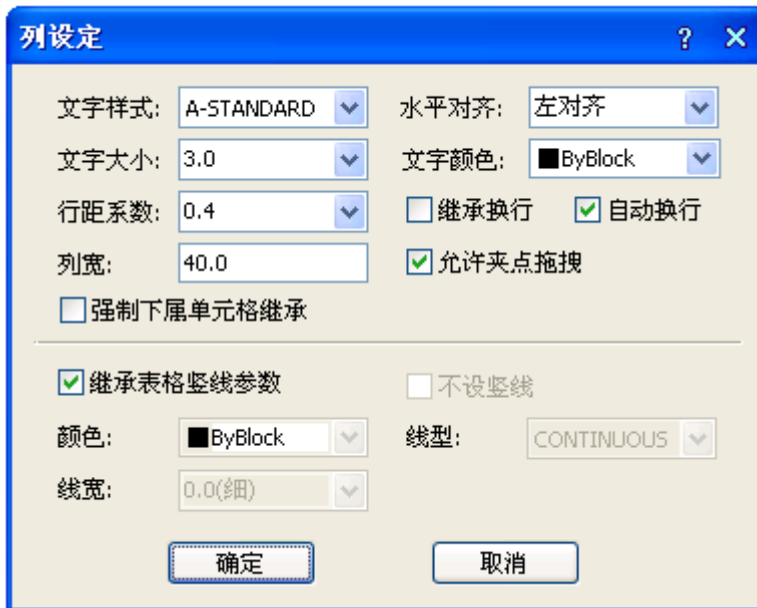 列设定
文字样式: A-STANDARD 水平对齐: 左对齐
文字大小: 3.0 文字颜色: ByBlock
行距系数: 0.4 继承换行 自动换行
列宽: 40.0 允许夹点拖拽
强制下属单元格继承
继承表格竖线参数 不设竖线
颜色: ByBlock 线型: CONTINUOUS
线宽: 0.0(细)
确定 取消